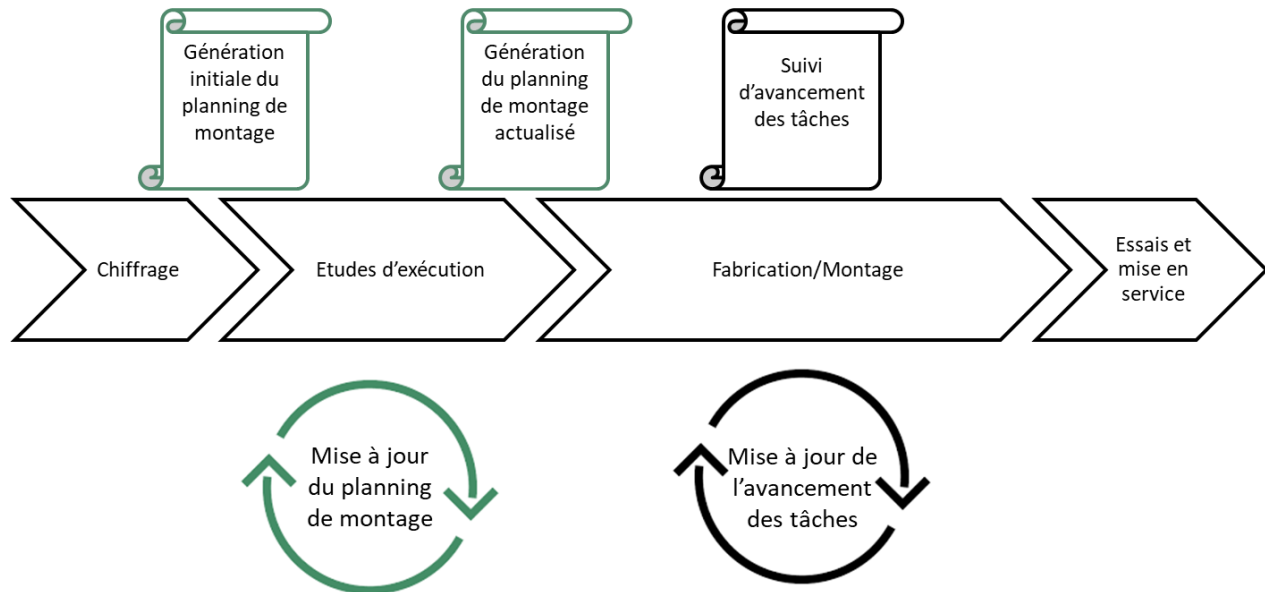 Génération
initiale du
planning de
montage
Génération
du planning
de montage
actualisé
Suivi
d’avancement
des tâches
Chiffrage
Etudes d’exécution
Fabrication/Montage
Essais et
mise en
service
Mise à jour
du planning
de montage
Mise à jour de
l’avancement
des tâches